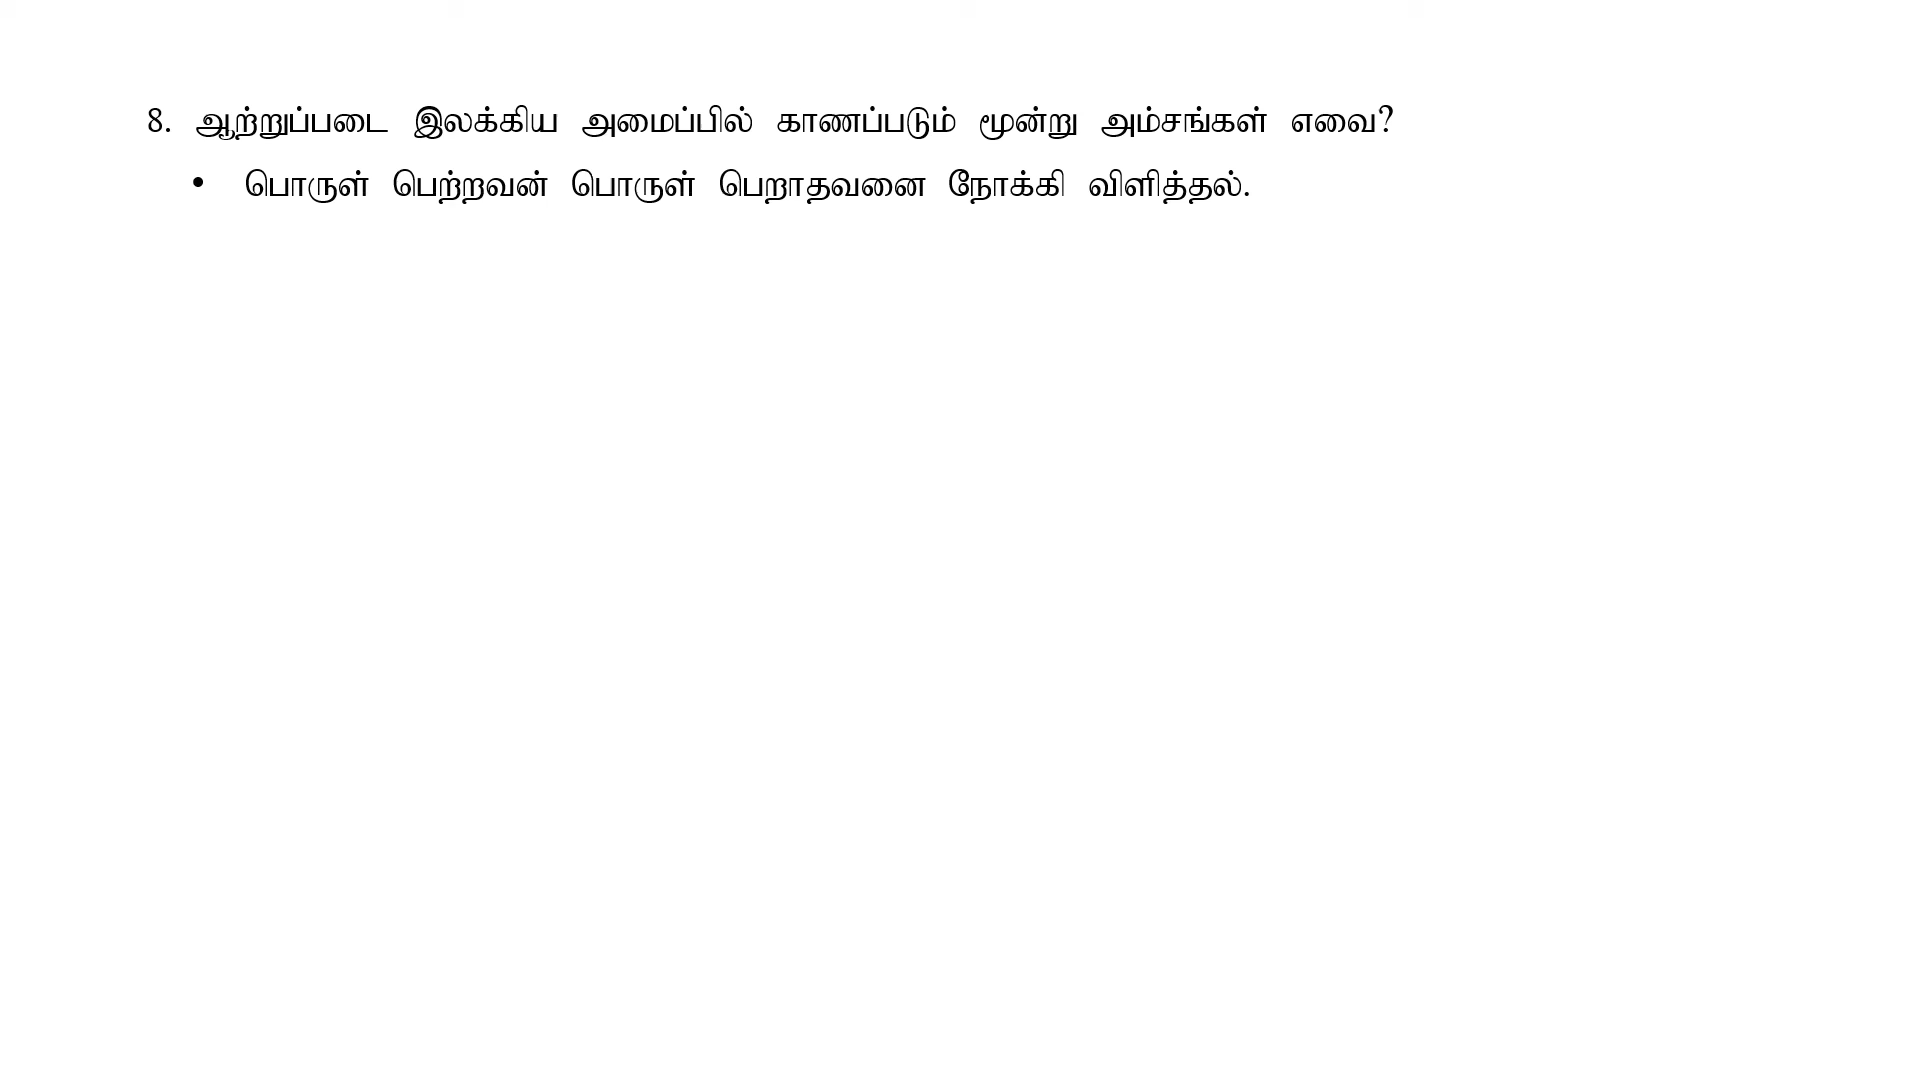 8. ஆற்றுப்படை இலக்கிய அமைப்பில் காணப்படும் மூன்று அம்சங்கள் எவை?
• பொருள் பெற்றவன் பொருள் பெறாதவனை நோக்கி விளித்தல்.